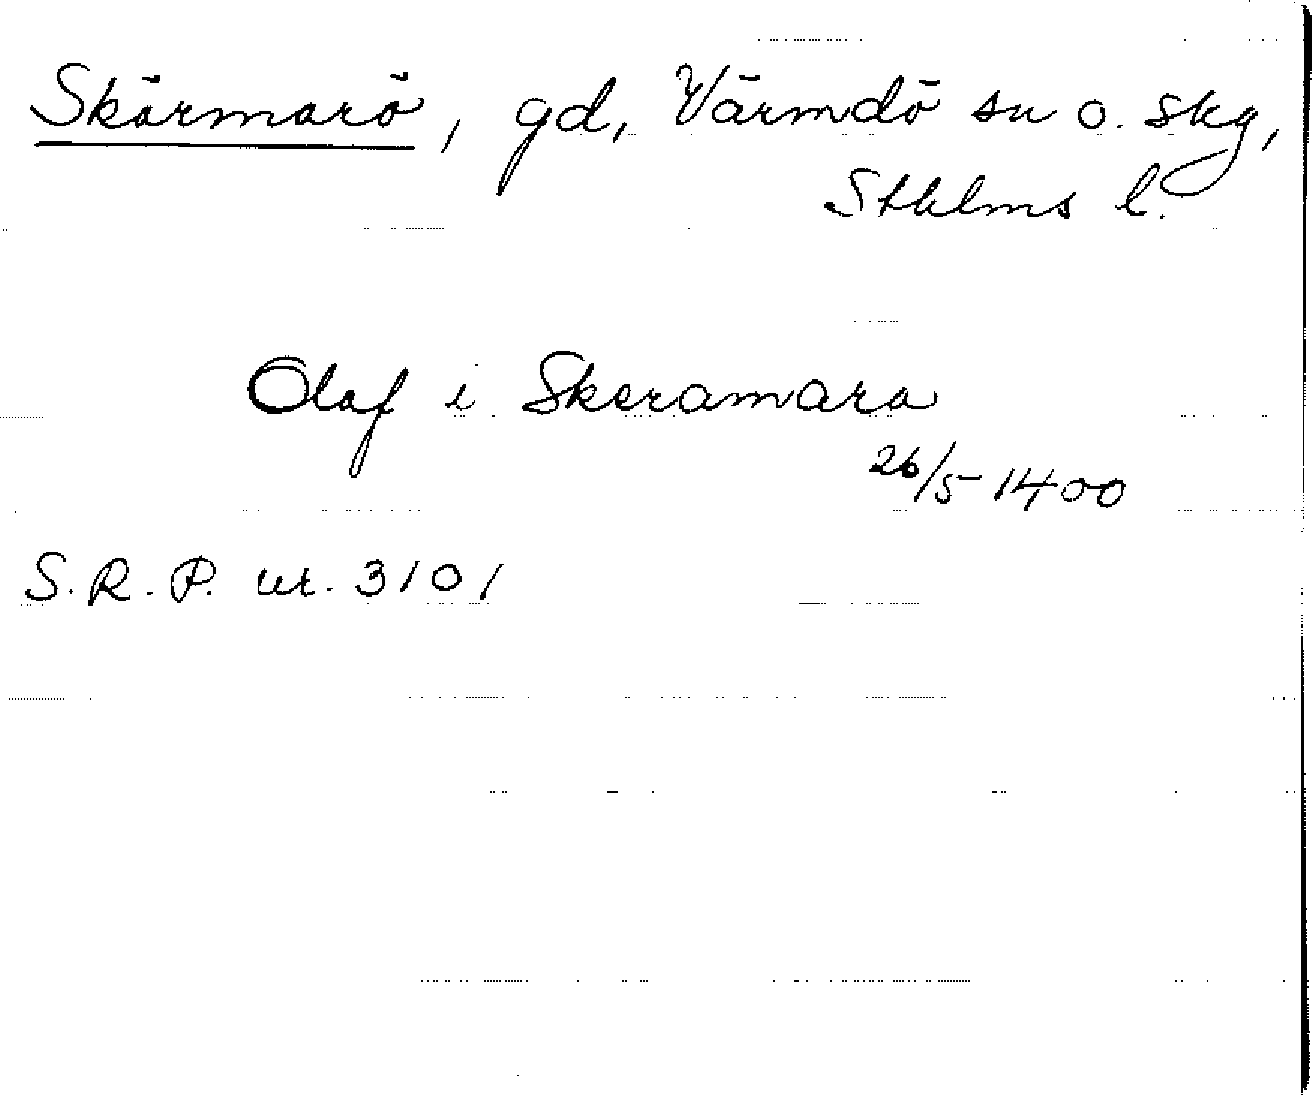 Skärmarö, gd, Värmdö sn o. skg,
Sthlms l.
Olaf i Skeramara
26/5 1400
S.R.P. nr. 3101